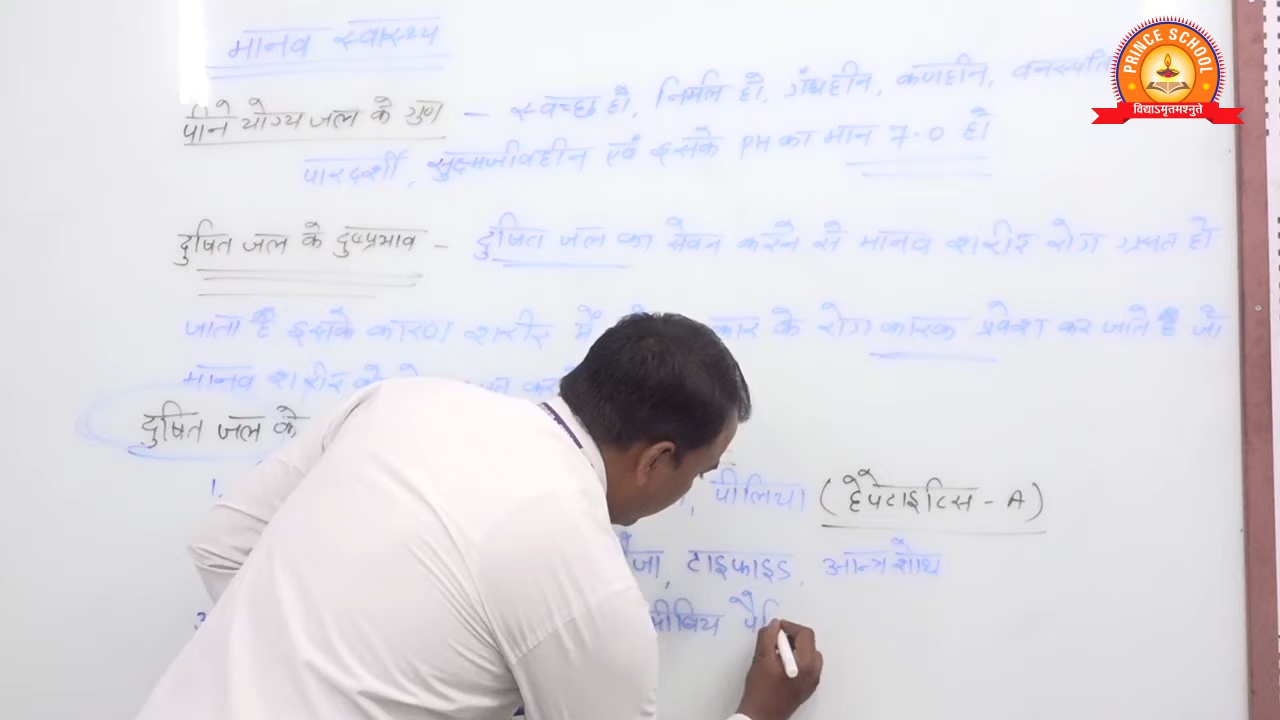 मानव स्वास्थ्य
पीने योग्य जल के गुण - स्वच्छ हो, निर्मल हो, गंधहीन, कणहीन, वनस्पति
पारदर्शी, सुक्ष्मजीवहीन एवं इसके PH का मान 7.0 हो
दुषित जल के दुष्प्रभाव - दुषित जल का सेवन करने से मानव शरीर रोग ग्रस्त हो
जाता है इसके कारण शरीर में के रोग कारक प्रवेश कर जाते है जो
मानव शरीर
दुषित जल के
1. पीलिया (हेपेटाइटिस - A)
टाइफाइड, आन्त्रशोथ
PRINCE SCHOOL
विद्याऽमृतमश्नुते